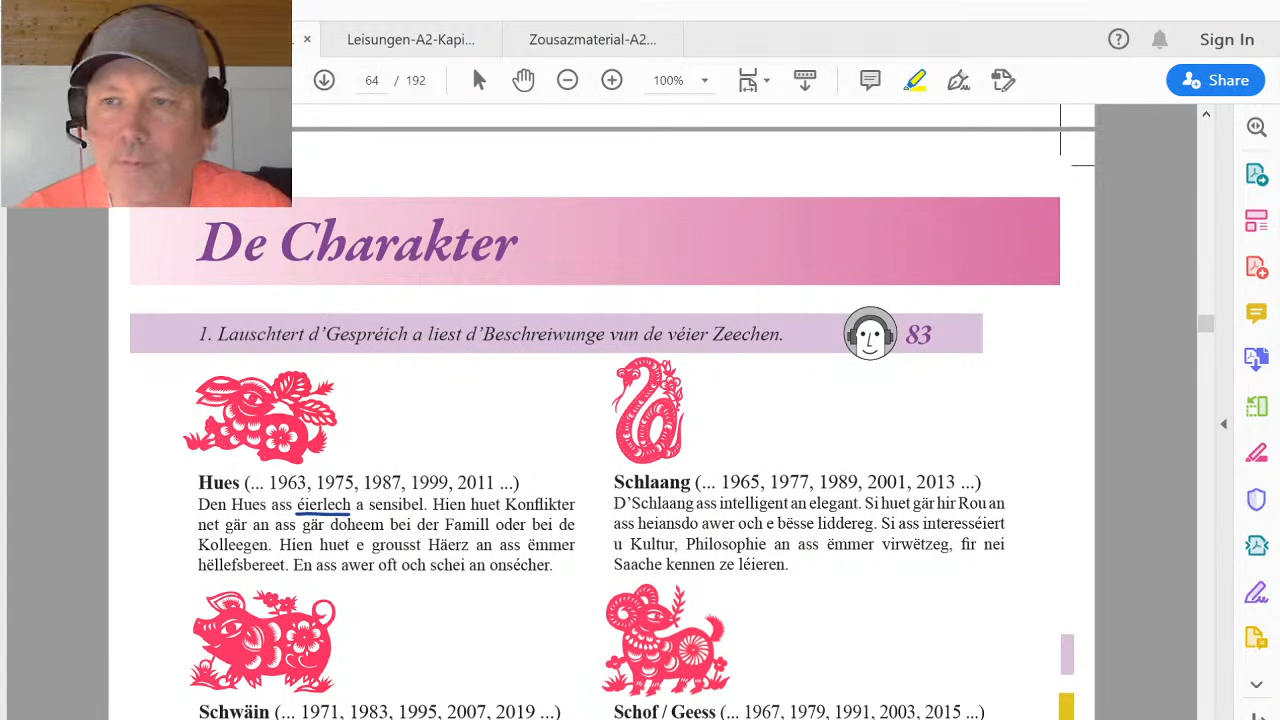 Leisungen-A2-Kapi...
Zousazmaterial-A2...
Sign In
64 / 192
100%
Share
De Charakter
1. Lauschtert d'Gespréich a liest d'Beschreiwunge vun de véier Zeechen.
83
Hues (... 1963, 1975, 1987, 1999, 2011 ...)
Den Hues ass éierlech a sensibel. Hien huet Konflikter
net gär an ass gär doheem bei der Famill oder bei de
Kolleegen. Hien huet e grousst Häerz an ass ëmmer
hëllefsbereet. En ass awer oft och schei an onsécher.
Schlaang (... 1965, 1977, 1989, 2001, 2013 ...)
D'Schlaang ass intelligent an elegant. Si huet gär hir Rou an
ass heiansdo awer och e bësse liddereg. Si ass interesséiert
u Kultur, Philosophie an ass ëmmer virwëtzeg, fir nei
Saache kennen ze léieren.
Schwäin (... 1971, 1983, 1995, 2007, 2019 ...)
Schof / Geess (... 1967, 1979, 1991, 2003, 2015 ...)